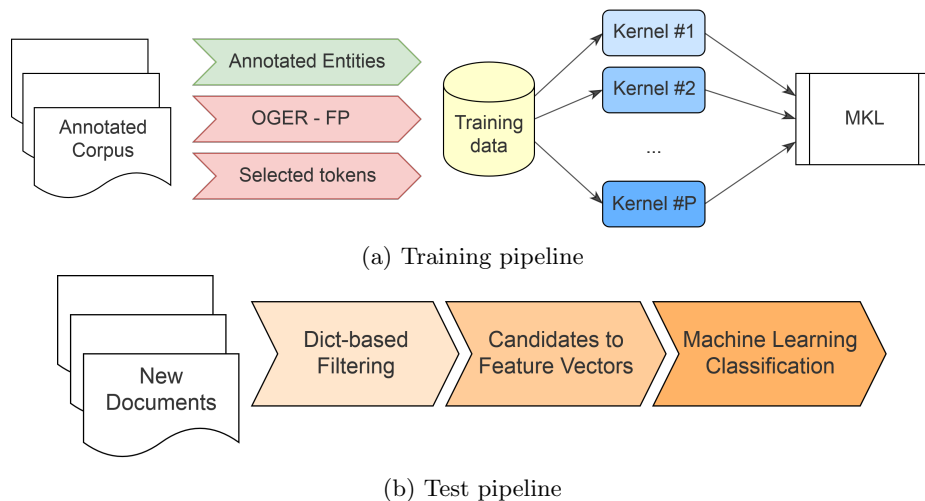 Annotated
Corpus
Annotated Entities
OGER - FP
Selected tokens
Training
data
Kernel #1
Kernel #2
...
Kernel #P
MKL
(a) Training pipeline
New
Documents
Dict-based
Filtering
Candidates to
Feature Vectors
Machine Learning
Classification
(b) Test pipeline